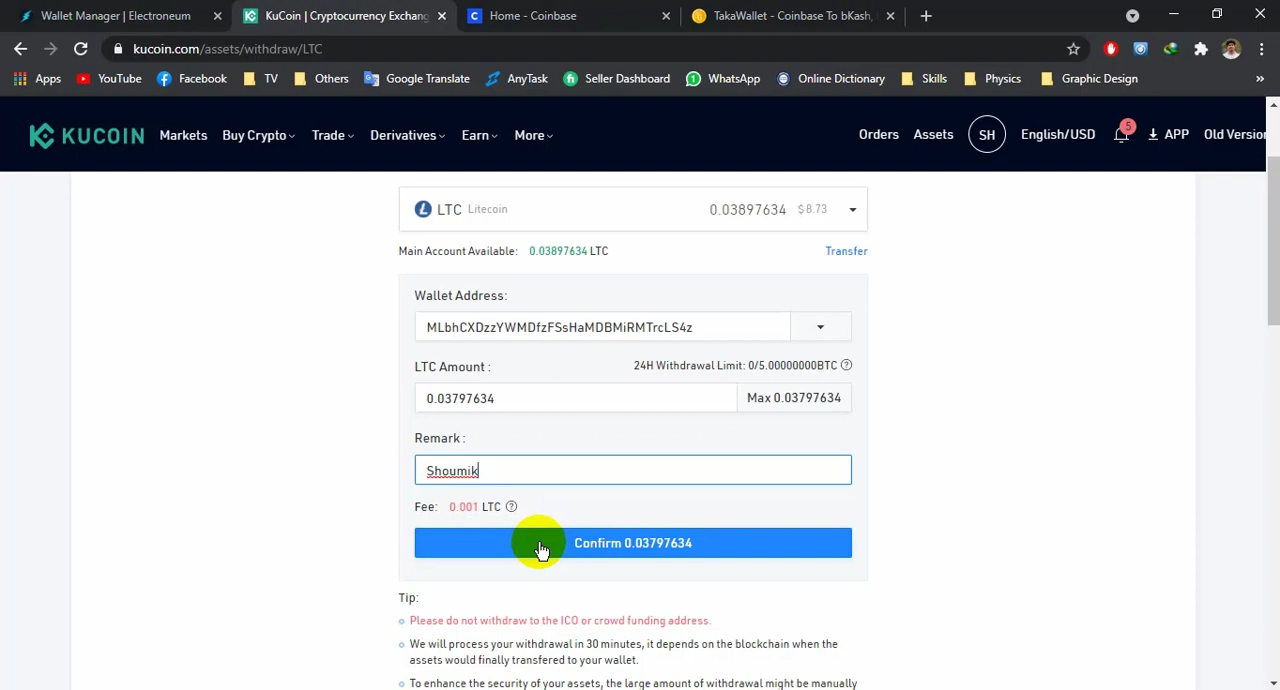 Wallet Manager | Electroneum
KuCoin | Cryptocurrency Exchang
Home - Coinbase
TakaWallet - Coinbase To bKash,
kucoin.com/assets/withdraw/LTC
Apps YouTube Facebook TV Others Google Translate AnyTask Seller Dashboard WhatsApp Online Dictionary Skills Physics Graphic Design »
KUCOIN Markets Buy Crypto Trade Derivatives Earn More Orders Assets SH English/USD 5 APP Old Version
LTC Litecoin 0.03897634 $8.73
Main Account Available: 0.03897634 LTC Transfer
Wallet Address:
MLbhCXDzzYWMDfzFSsHaMDBMiRMTrcLS4z
LTC Amount : 24H Withdrawal Limit: 0/5.00000000BTC ?
0.03797634 Max 0.03797634
Remark :
Shoumik
Fee: 0.001 LTC ?
Confirm 0.03797634
Tip:
Please do not withdraw to the ICO or crowd funding address.
We will process your withdrawal in 30 minutes, it depends on the blockchain when the
assets would finally transferred to your wallet.
To enhance the security of your assets, the large amount of withdrawal might be manually